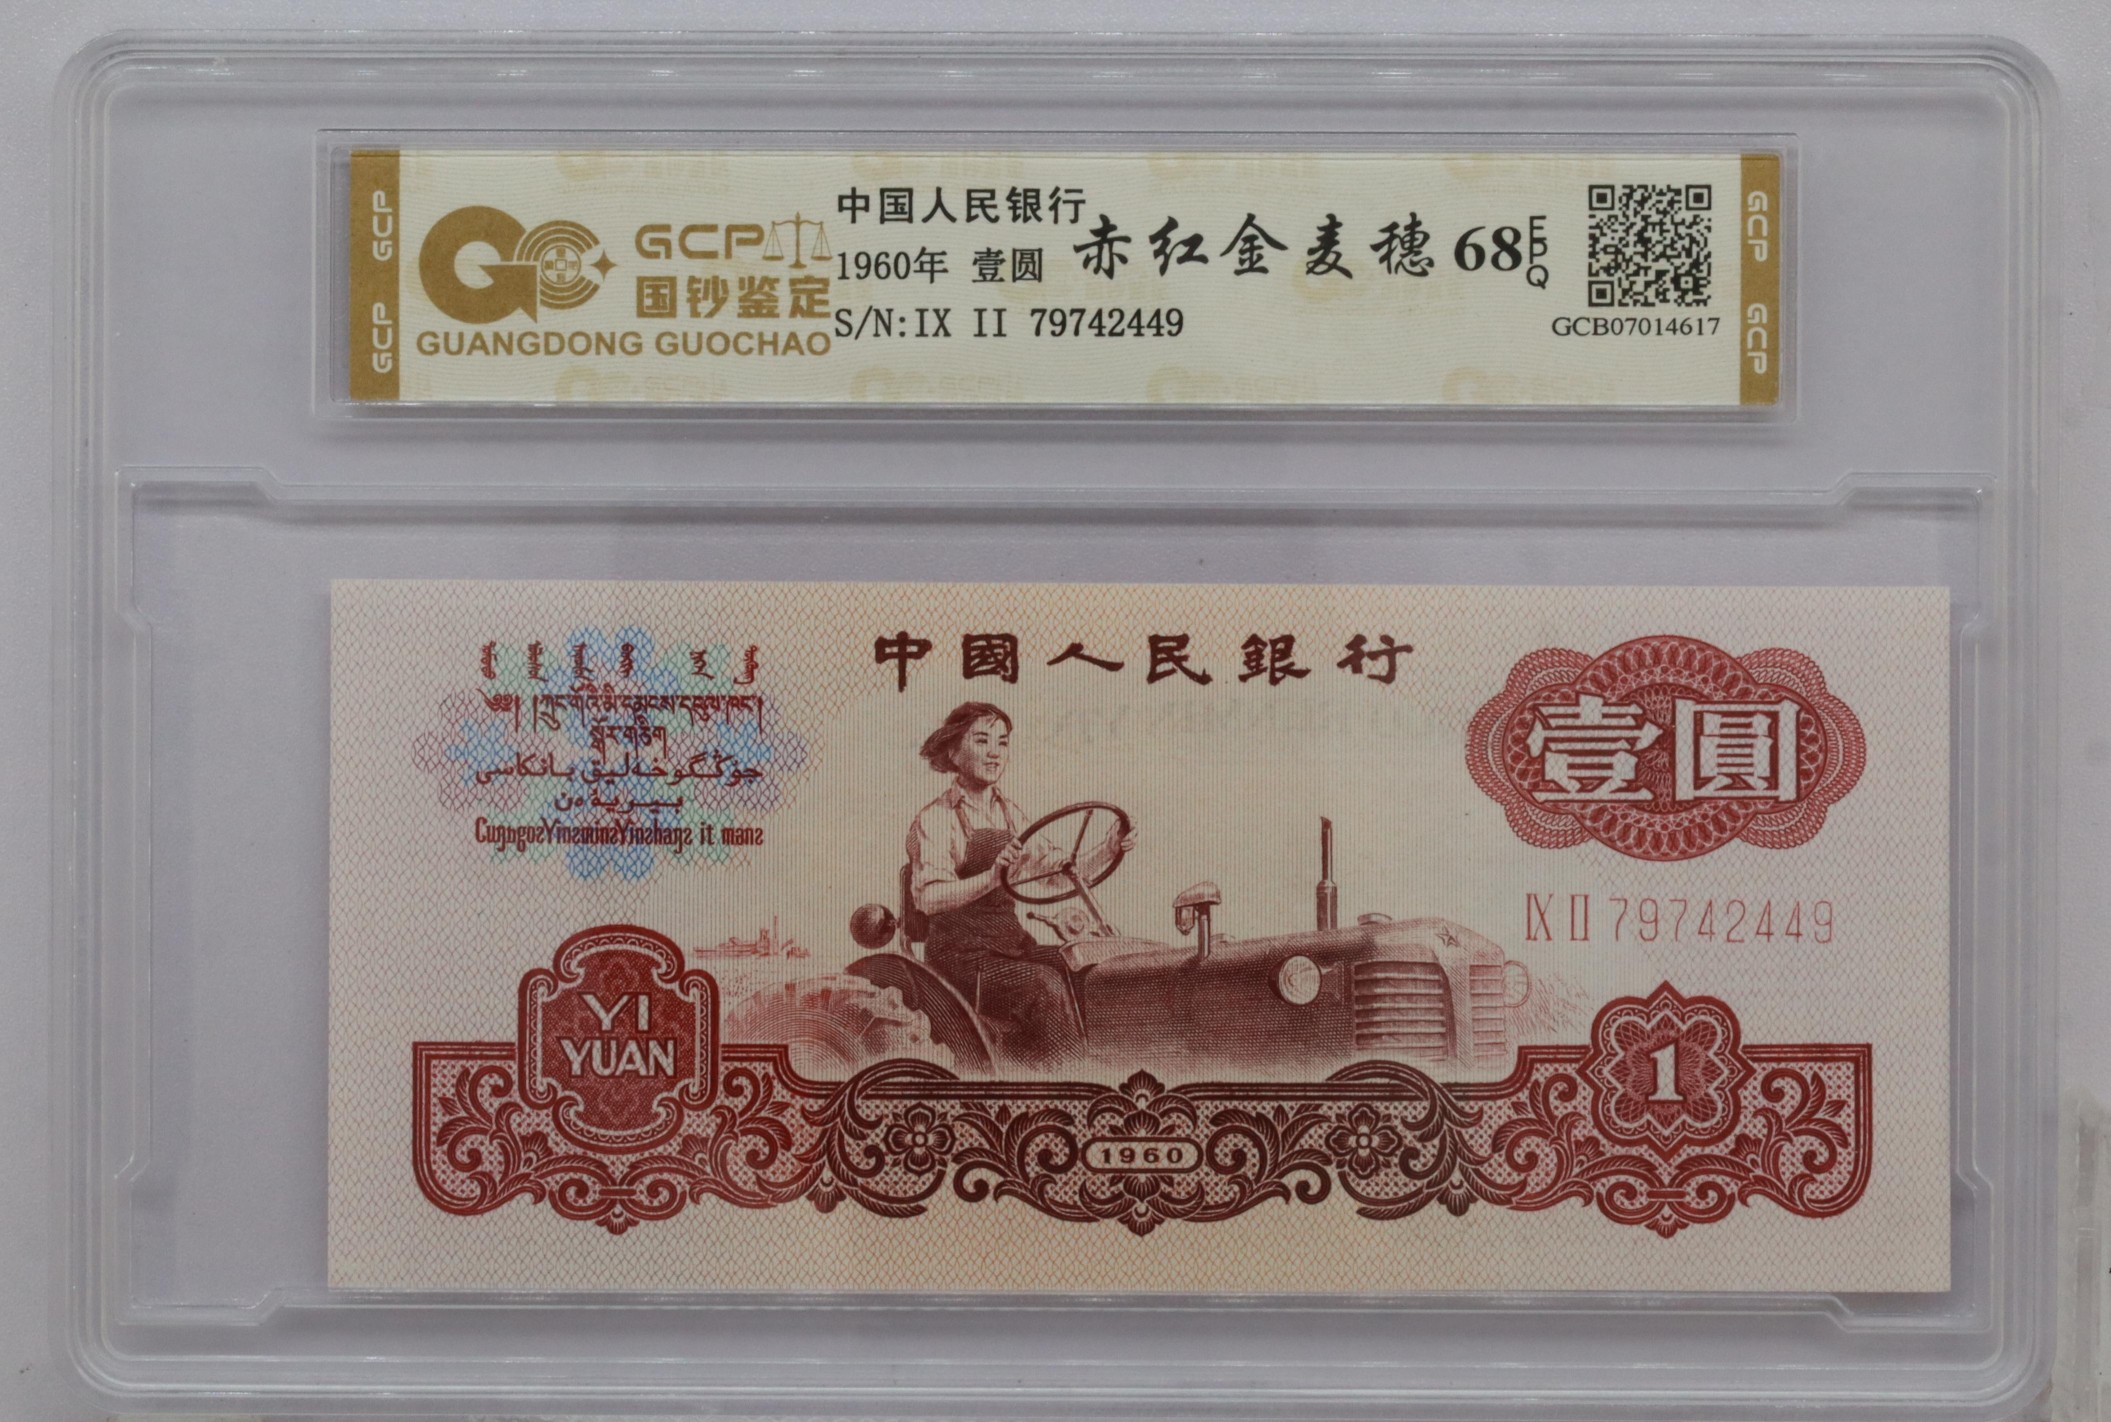 GCP GCP
GCP 国钞鉴定
GUANGDONG GUOCHAO
中国人民银行
1960年 壹圆
S/N:IX II 79742449
赤红金麦穗 68 EPQ
GCB07014617
GCP GCP
中國人民銀行
壹圓
IX II 79742449
YI
YUAN
1960
1